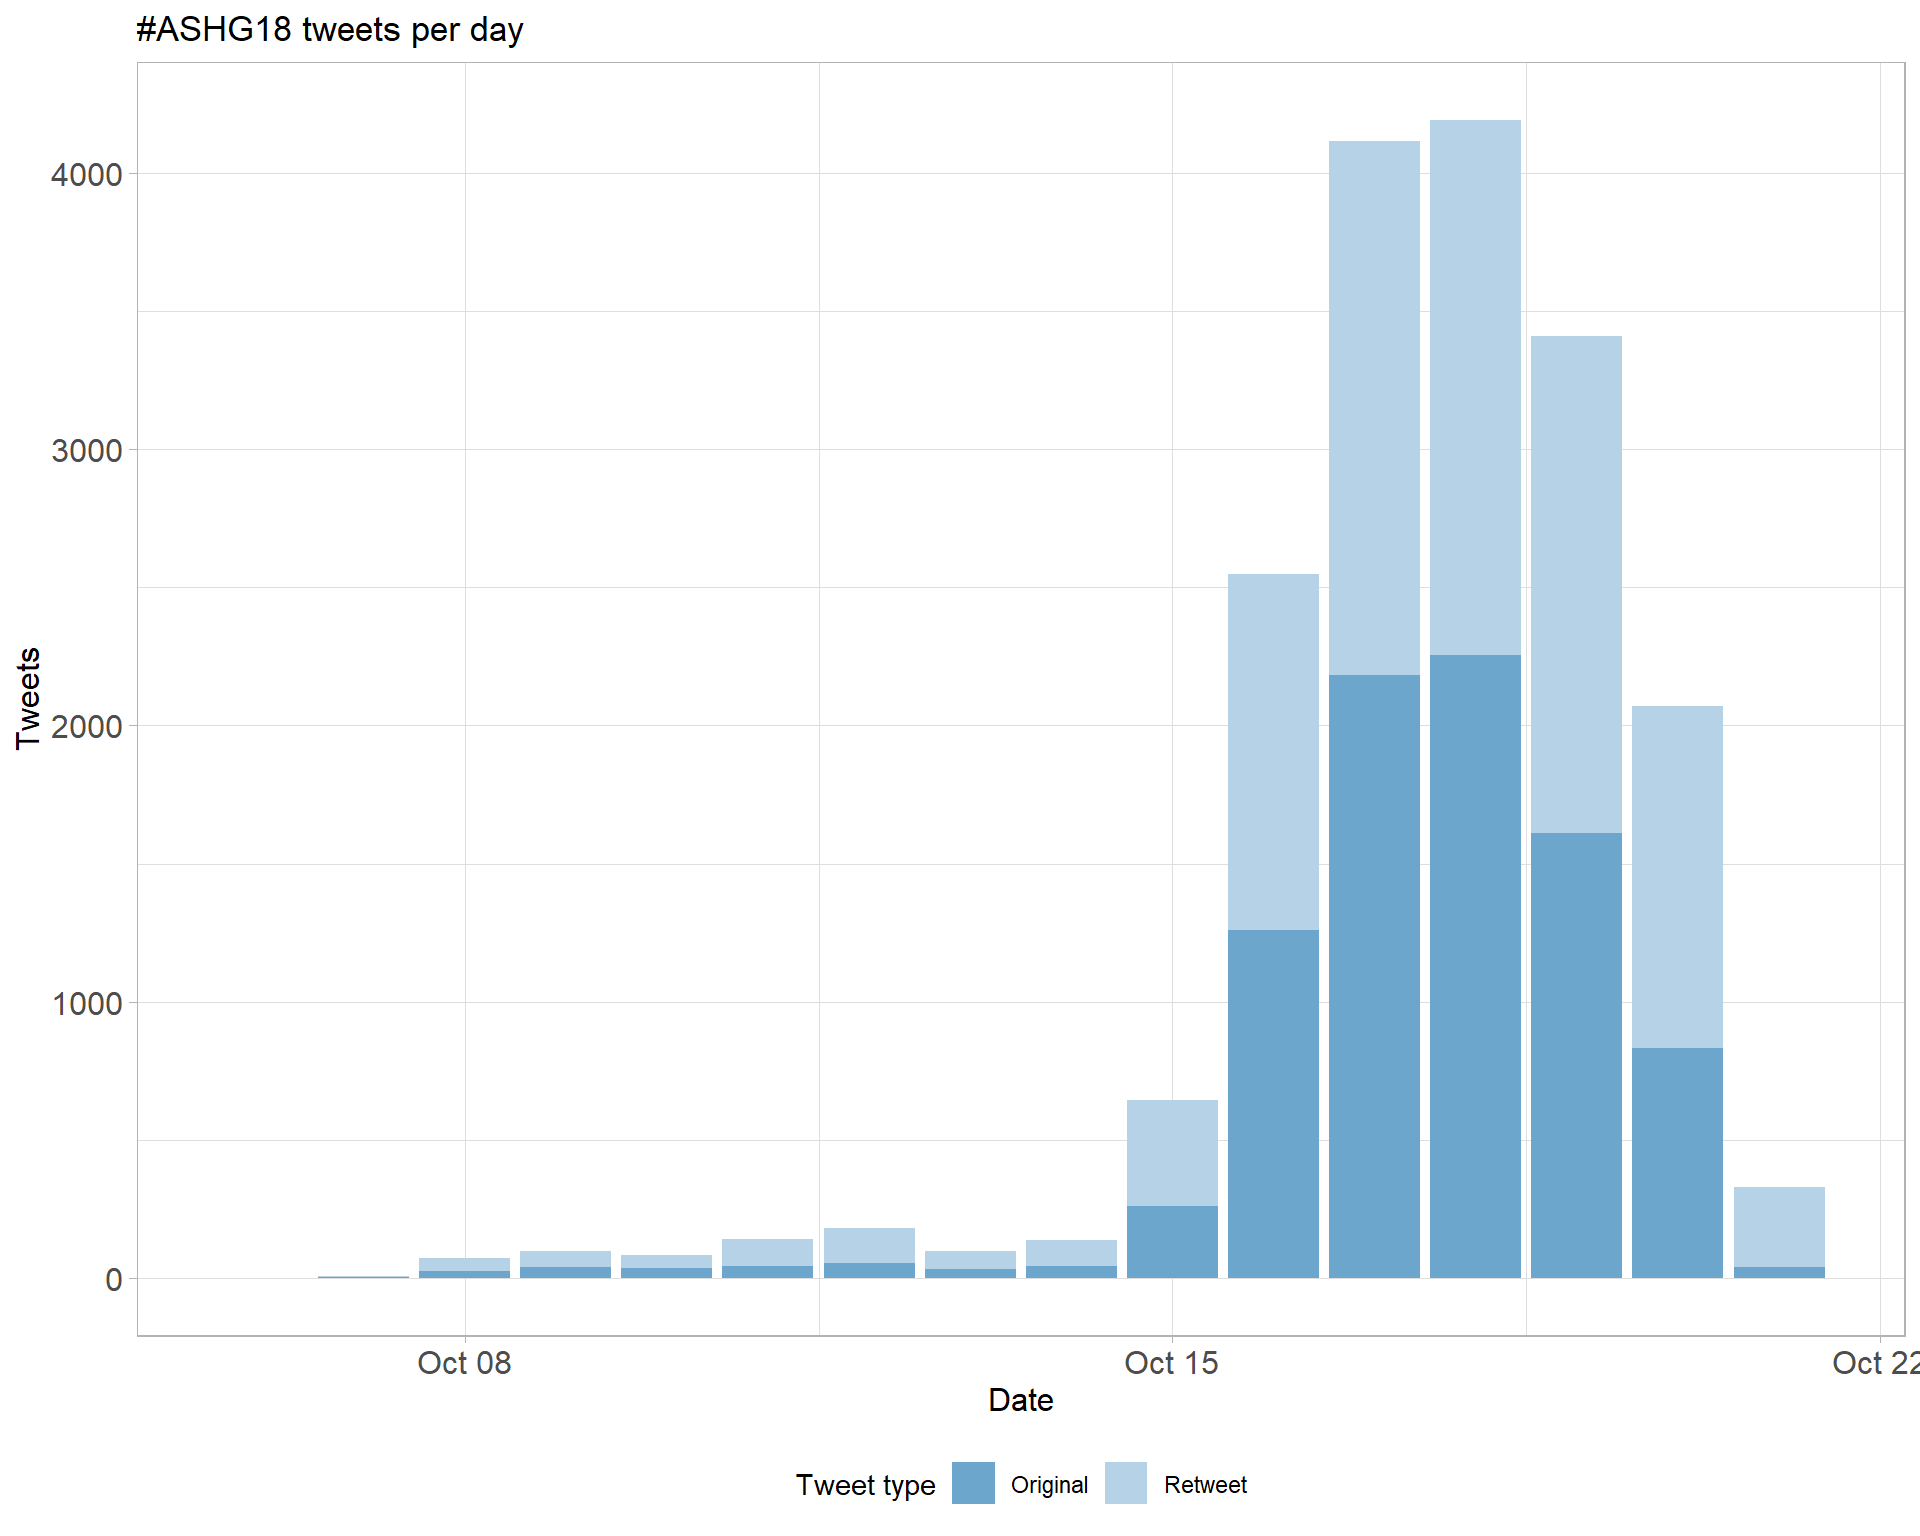 #ASHG18 tweets per day
Tweets
4000
3000
2000
1000
0
Oct 08 Oct 15 Oct 22
Date
Tweet type Original Retweet